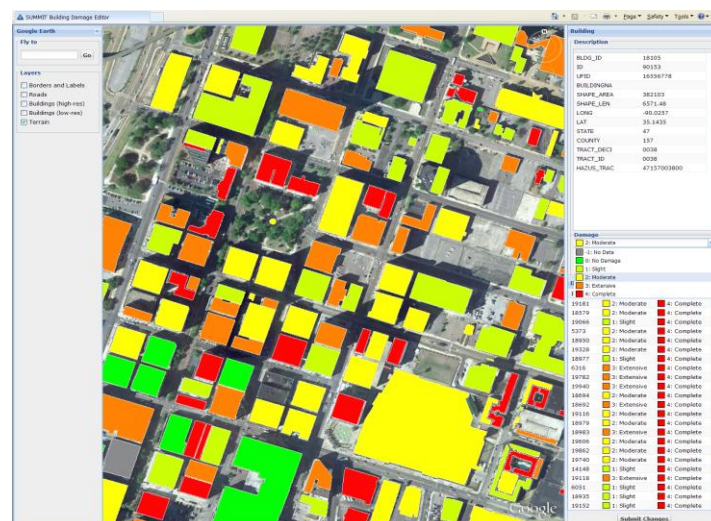 SUMMIT Building Damage Editor
Page Safety Tools
Google Earth
Fly to
Go
Layers
Borders and Labels
Roads
Buildings (high-res)
Buildings (low-res)
Terrain
Google
Building
Description
BLDG_ID 18105
ID 90153
UFID 16556778
BUILDINGNA
SHAPE_AREA 382103
SHAPE_LEN 6571.48
LONG -90.0257
LAT 35.1435
STATE 47
COUNTY 157
TRACT_DECI 0038
TRACT_ID 0038
HAZUS_TRAC 47157003800
Damage
2: Moderate
-1: No Data
0: No Damage
1: Slight
2: Moderate
3: Extensive
4: Complete
19181 2: Moderate 4: Complete
18579 2: Moderate 4: Complete
19066 1: Slight 4: Complete
5373 2: Moderate 4: Complete
18930 2: Moderate 4: Complete
19328 2: Moderate 4: Complete
18977 1: Slight 4: Complete
6316 3: Extensive 4: Complete
19782 3: Extensive 4: Complete
19940 3: Extensive 4: Complete
18694 2: Moderate 4: Complete
18692 3: Extensive 4: Complete
19116 2: Moderate 4: Complete
18979 2: Moderate 4: Complete
18983 3: Extensive 4: Complete
19606 2: Moderate 4: Complete
19862 2: Moderate 4: Complete
19740 2: Moderate 4: Complete
14148 1: Slight 4: Complete
19118 3: Extensive 4: Complete
6051 1: Slight 4: Complete
18935 1: Slight 4: Complete
19152 1: Slight 4: Complete
Submit Changes